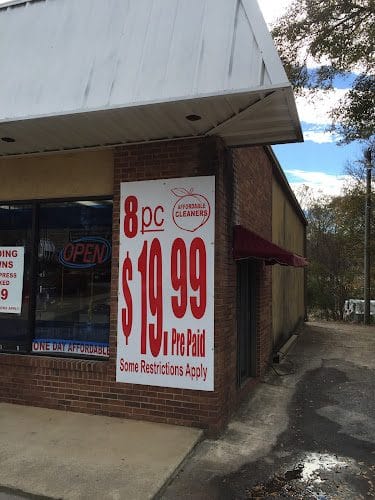 8pc
AFFORDABLE
CLEANERS
$19.99
Pre Paid
Some Restrictions Apply
OPEN
ONE DAY AFFORDABLE